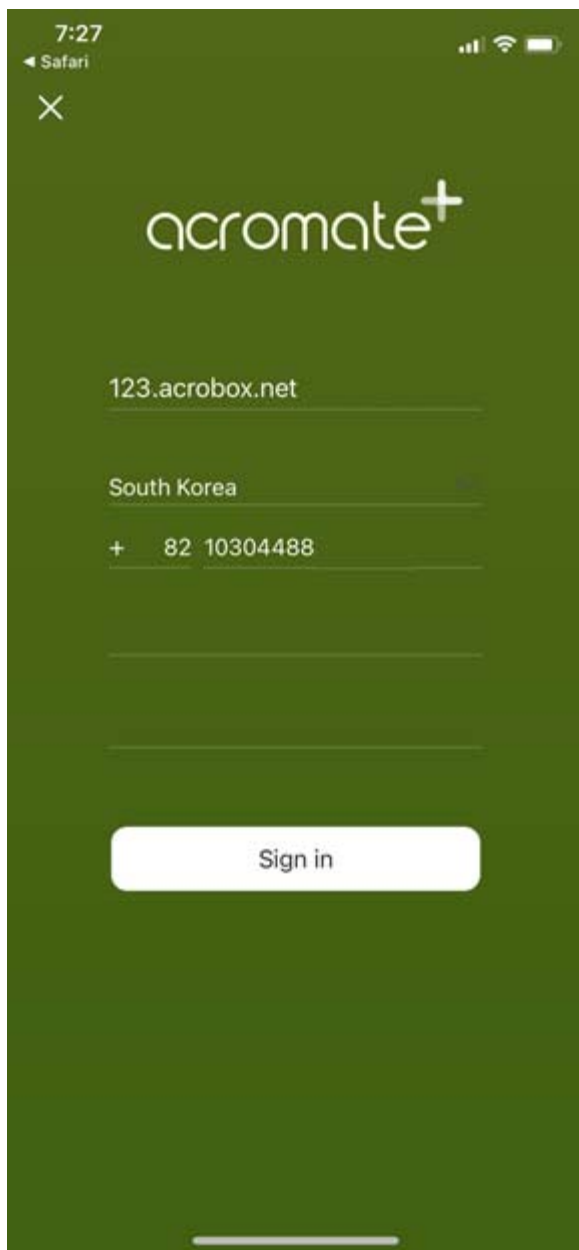 7:27
◀ Safari
acromate+
123.acrobox.net
South Korea
+ 82 10304488
Sign in